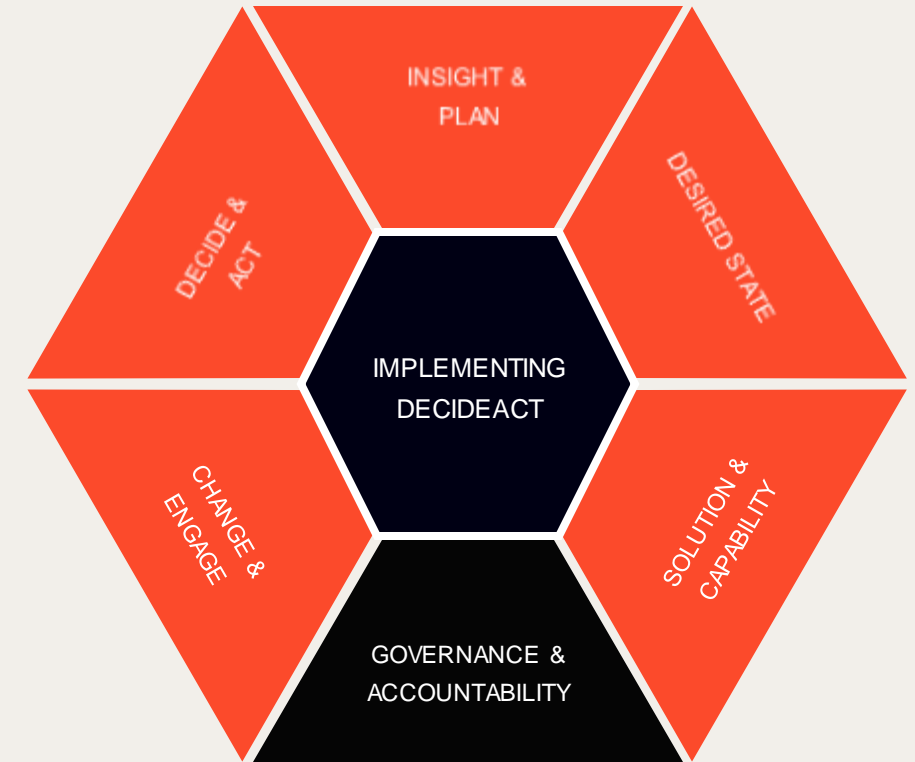 INSIGHT &
PLAN
DECIDE &
ACT
DESIRED STATE
IMPLEMENTING
DECIDEACT
CHANGE &
ENGAGE
SOLUTION &
CAPABILITY
GOVERNANCE &
ACCOUNTABILITY